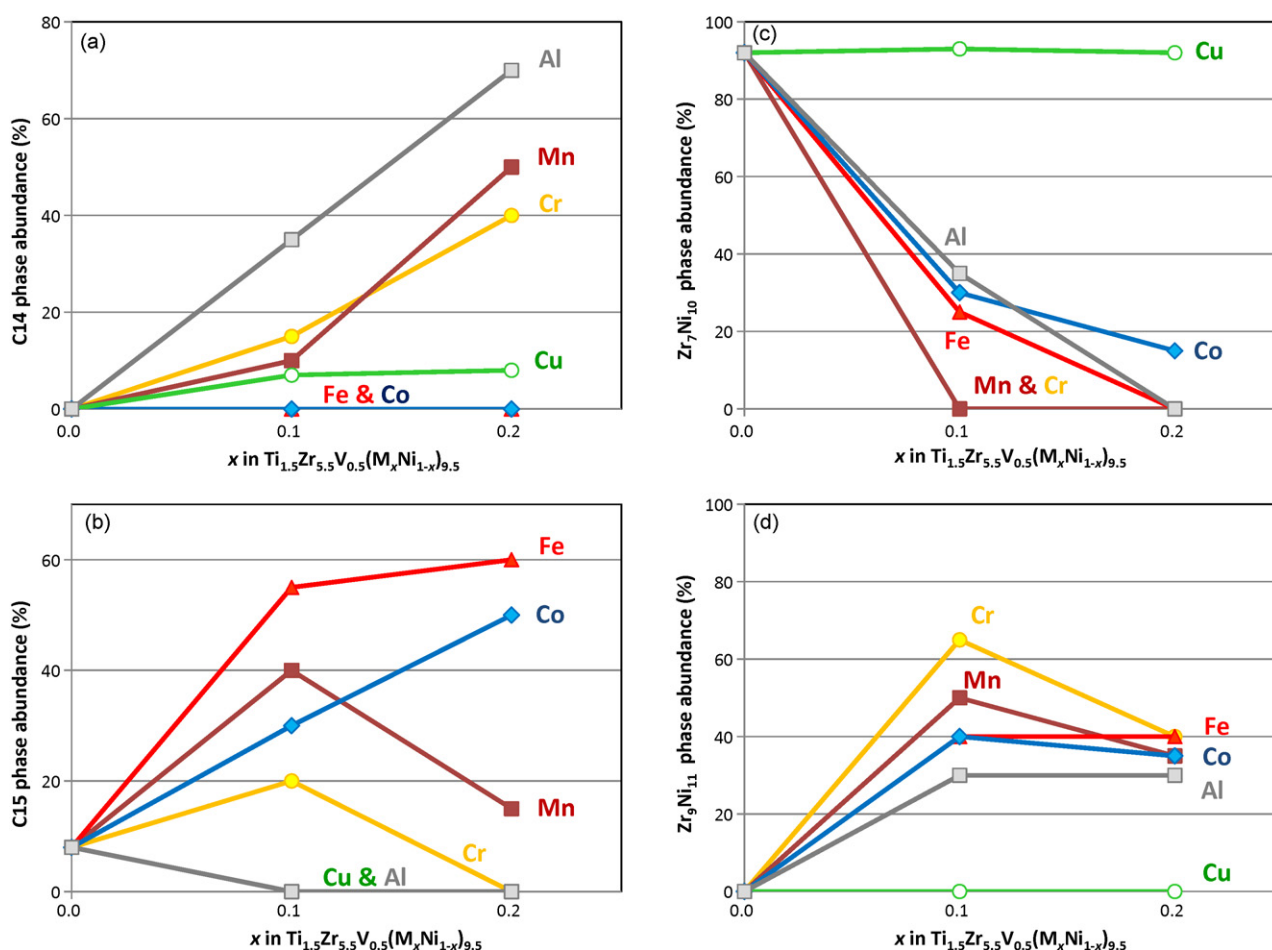 (a)
80
60
40
20
0
C14 phase abundance (%)
Al
Mn
Cr
Cu
Fe & Co
0.0 0.1 0.2
x in Ti1.5Zr5.5V0.5(MxNi1-x)9.5
(c)
100
80
60
40
20
0
Zr7Ni10 phase abundance (%)
Cu
Al
Fe
Co
Mn & Cr
0.0 0.1 0.2
x in Ti1.5Zr5.5V0.5(MxNi1-x)9.5
(b)
60
40
20
0
C15 phase abundance (%)
Fe
Co
Mn
Cr
Cu & Al
0.0 0.1 0.2
x in Ti1.5Zr5.5V0.5(MxNi1-x)9.5
(d)
100
80
60
40
20
0
Zr9Ni11 phase abundance (%)
Cr
Mn
Fe
Co
Al
Cu
0.0 0.1 0.2
x in Ti1.5Zr5.5V0.5(MxNi1-x)9.5